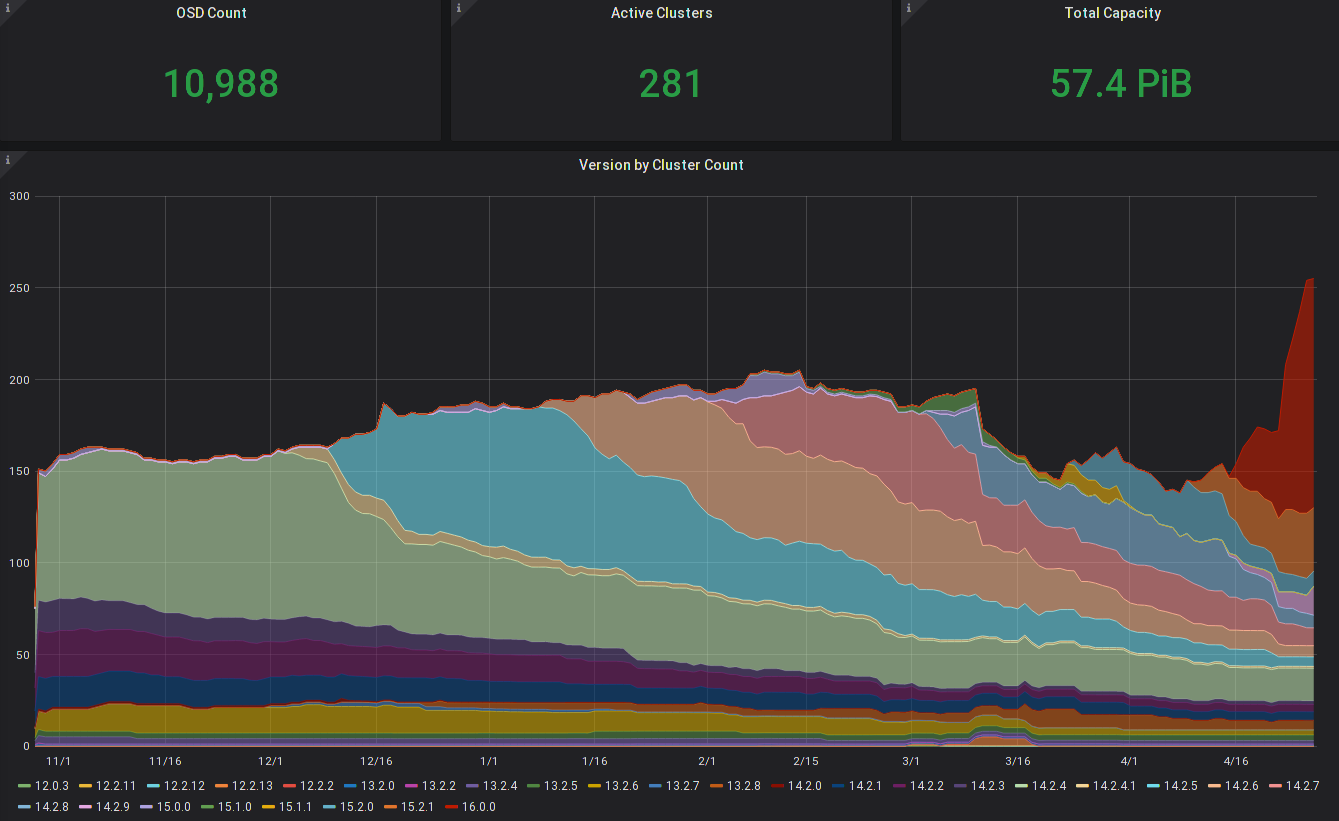 OSD Count
Active Clusters
Total Capacity
10,988
281
57.4 PiB
Version by Cluster Count
300
250
200
150
100
50
0
11/1 11/16 12/1 12/16 1/1 1/16 2/1 2/15 3/1 3/16 4/1 4/16
12.0.3 12.2.11 12.2.12 12.2.13 12.2.2 13.2.0 13.2.2 13.2.4 13.2.5 13.2.6 13.2.7 13.2.8 14.2.0 14.2.1 14.2.2 14.2.3 14.2.4 14.2.4.1 14.2.5 14.2.6 14.2.7
14.2.8 14.2.9 15.0.0 15.1.0 15.1.1 15.2.0 15.2.1 16.0.0